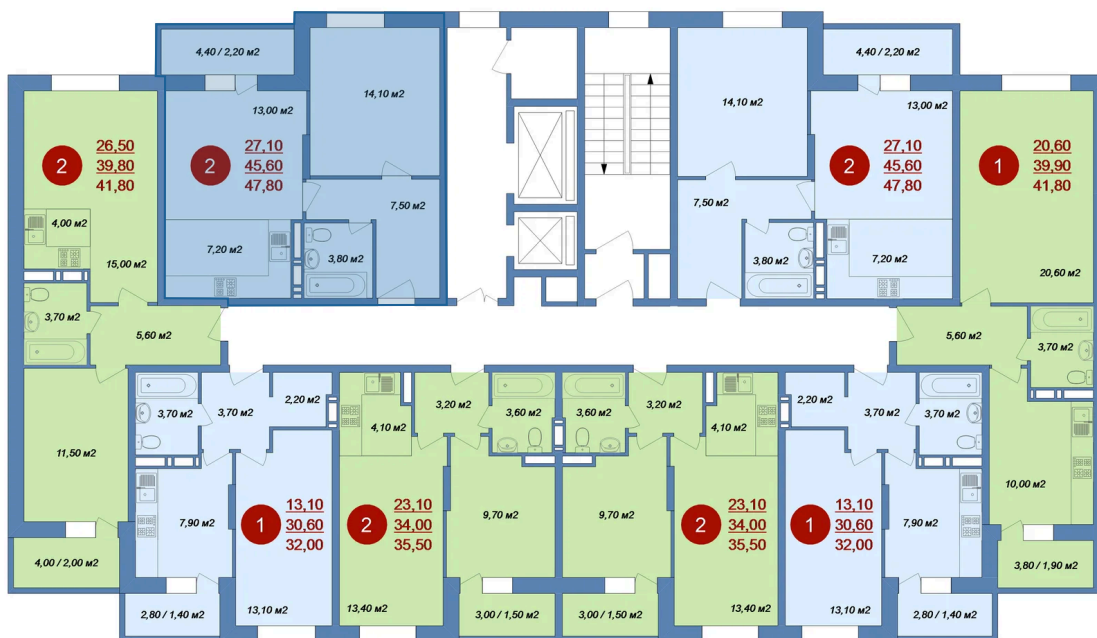 4,40 / 2,20 м2
14,10 м2
13,00 м2
2
27,10
45,60
47,80
7,50 м2
7,20 м2
3,80 м2
2
26,50
39,80
41,80
4,00 м2
15,00 м2
3,70 м2
5,60 м2
11,50 м2
4,00 / 2,00 м2
14,10 м2
4,40 / 2,20 м2
13,00 м2
2
27,10
45,60
47,80
7,50 м2
3,80 м2
7,20 м2
1
20,60
39,90
41,80
20,60 м2
5,60 м2
3,70 м2
10,00 м2
3,80 / 1,90 м2
3,70 м2
3,70 м2
2,20 м2
7,90 м2
1
13,10
30,60
32,00
2,80 / 1,40 м2
13,10 м2
3,20 м2
3,60 м2
4,10 м2
2
23,10
34,00
35,50
9,70 м2
13,40 м2
3,00 / 1,50 м2
3,60 м2
3,20 м2
4,10 м2
9,70 м2
2
23,10
34,00
35,50
3,00 / 1,50 м2
13,40 м2
2,20 м2
3,70 м2
3,70 м2
1
13,10
30,60
32,00
7,90 м2
13,10 м2
2,80 / 1,40 м2